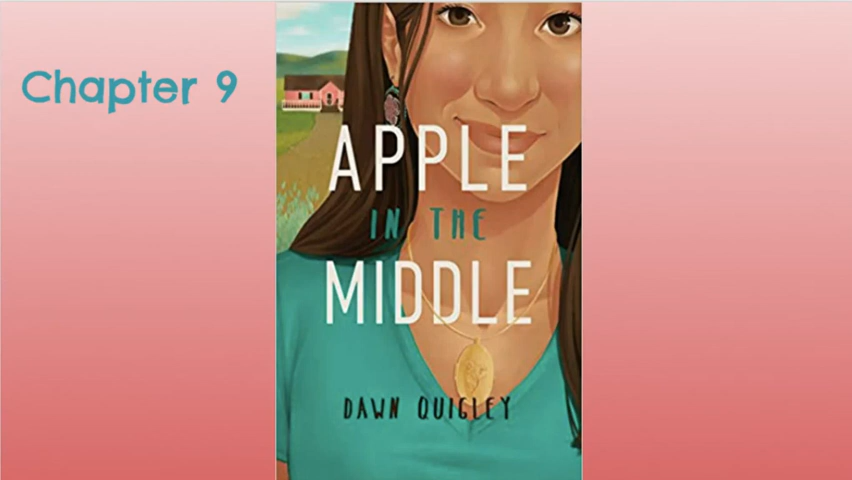 Chapter 9
APPLE
IN THE
MIDDLE
DAWN QUIGLEY